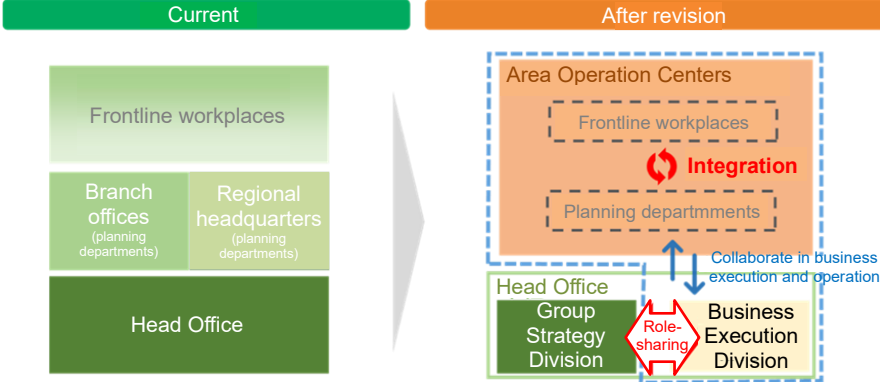 Current
Frontline workplaces
Branch
offices
(planning
departments)
Regional
headquarters
(planning
departments)
Head Office
After revision
Area Operation Centers
Frontline workplaces
Integration
Planning departmments
Collaborate in business
execution and operation
Head Office
Group
Strategy
Division
Role-
sharing
Business
Execution
Division